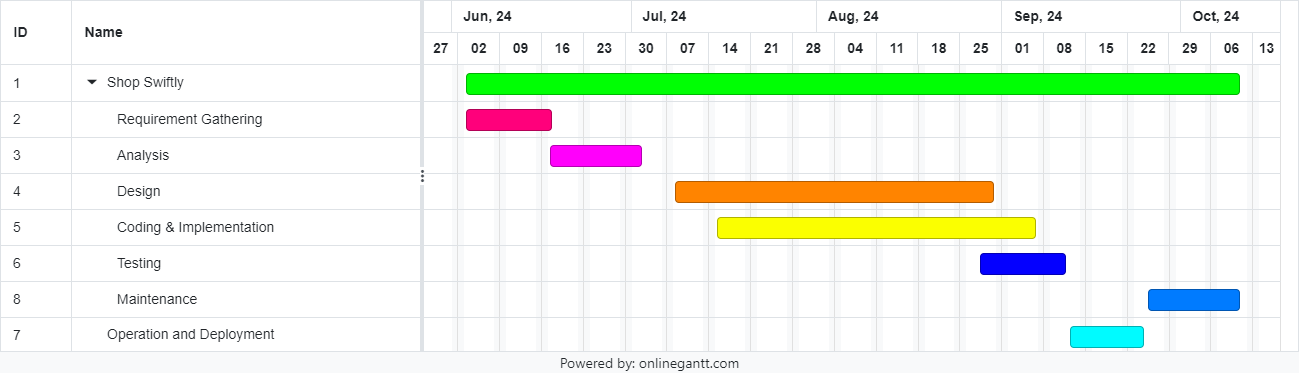 ID Name Jun, 24 Jul, 24 Aug, 24 Sep, 24 Oct, 24
27 02 09 16 23 30 07 14 21 28 04 11 18 25 01 08 15 22 29 06 13
1 Shop Swiftly
2 Requirement Gathering
3 Analysis
4 Design
5 Coding & Implementation
6 Testing
8 Maintenance
7 Operation and Deployment
Powered by: onlinegantt.com